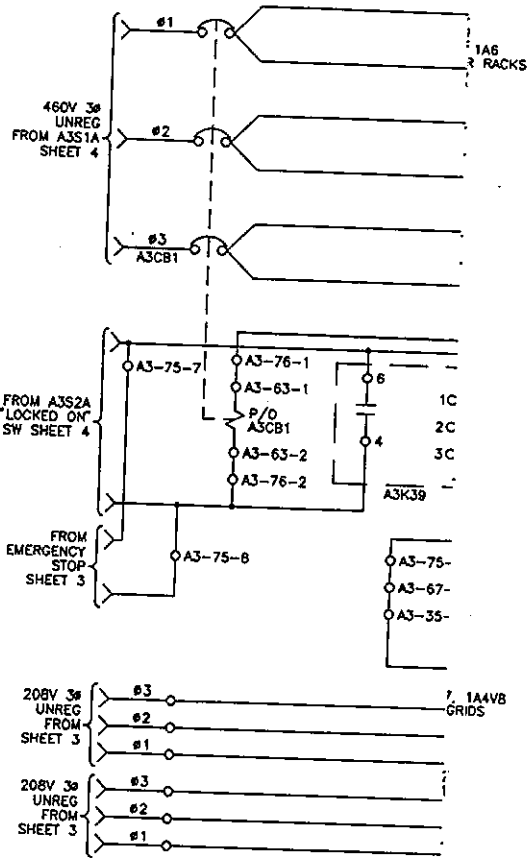 ø1
1A6
R RACKS
460V 3ø
UNREG
FROM A3S1A
SHEET 4
ø2
ø3
A3CB1
A3-75-7
A3-76-1
A3-63-1
6
FROM A3S2A
"LOCKED ON"
SW SHEET 4
P/O
A3CB1
1C
2C
3C
4
A3-63-2
A3-76-2
A3K39
FROM
EMERGENCY
STOP
SHEET 3
A3-75-8
A3-75-
A3-67-
A3-35-
208V 3ø
UNREG
FROM
SHEET 3
ø3
ø2
ø1
1A4VB
GRIDS
208V 3ø
UNREG
FROM
SHEET 3
ø3
ø2
ø1